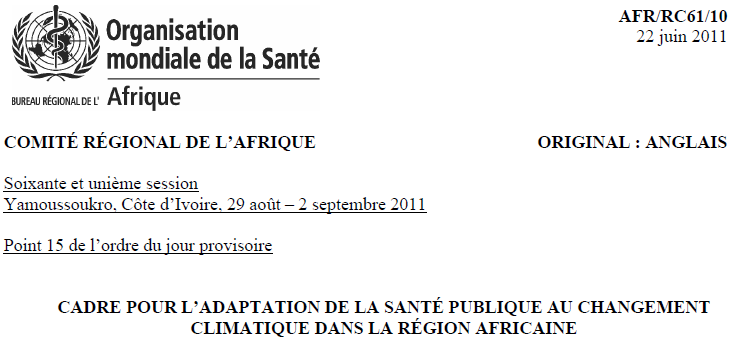 Organisation
mondiale de la Santé
BUREAU RÉGIONAL DE L' Afrique
AFR/RC61/10
22 juin 2011
COMITÉ RÉGIONAL DE L’AFRIQUE
ORIGINAL : ANGLAIS
Soixante et unième session
Yamoussoukro, Côte d’Ivoire, 29 août – 2 septembre 2011
Point 15 de l’ordre du jour provisoire
CADRE POUR L’ADAPTATION DE LA SANTÉ PUBLIQUE AU CHANGEMENT
CLIMATIQUE DANS LA RÉGION AFRICAINE